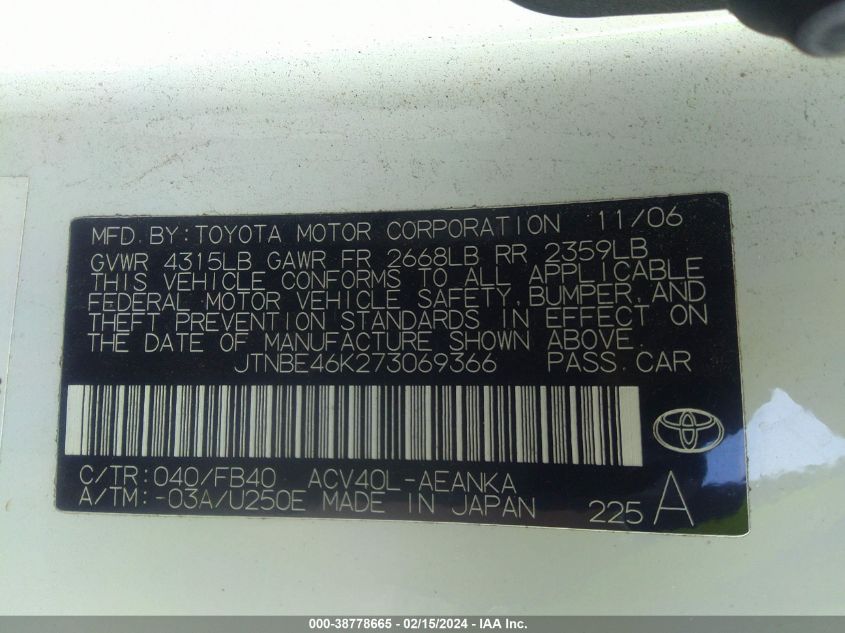 MFD. BY: TOYOTA MOTOR CORPORATION 11/06
GVWR 4315LB GAWR FR 2668LB RR 2359LB
THIS VEHICLE CONFORMS TO ALL APPLICABLE
FEDERAL MOTOR VEHICLE SAFETY, BUMPER, AND
THEFT PREVENTION STANDARDS IN EFFECT ON
THE DATE OF MANUFACTURE SHOWN ABOVE.
JTNBE46K273069366 PASS. CAR
C/TR: 040/FB40 ACV40L-AEANKA
A/TM: -03A/U250E MADE IN JAPAN 225 A
000-38778665 - 02/15/2024 - IAAI.com